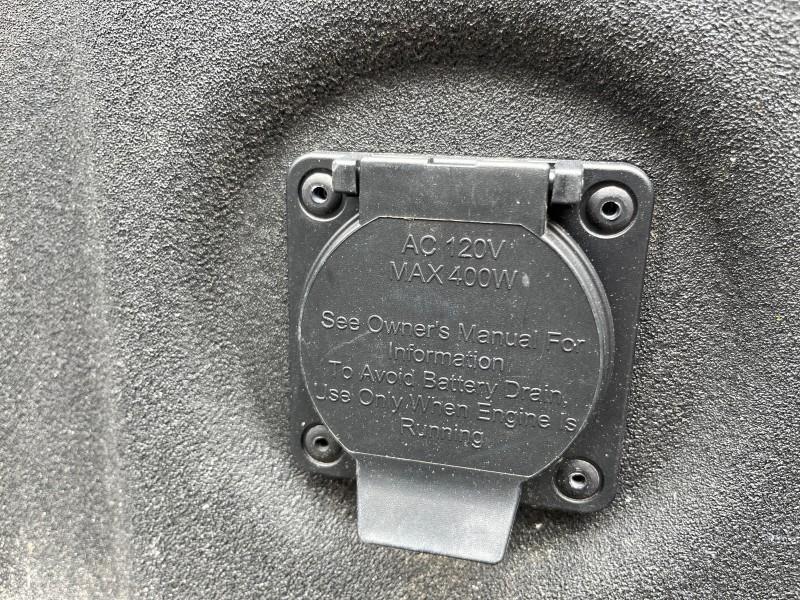 AC 120V
MAX 400W
See Owner's Manual For
Information
To Avoid Battery Drain,
Use Only When Engine Is
Running